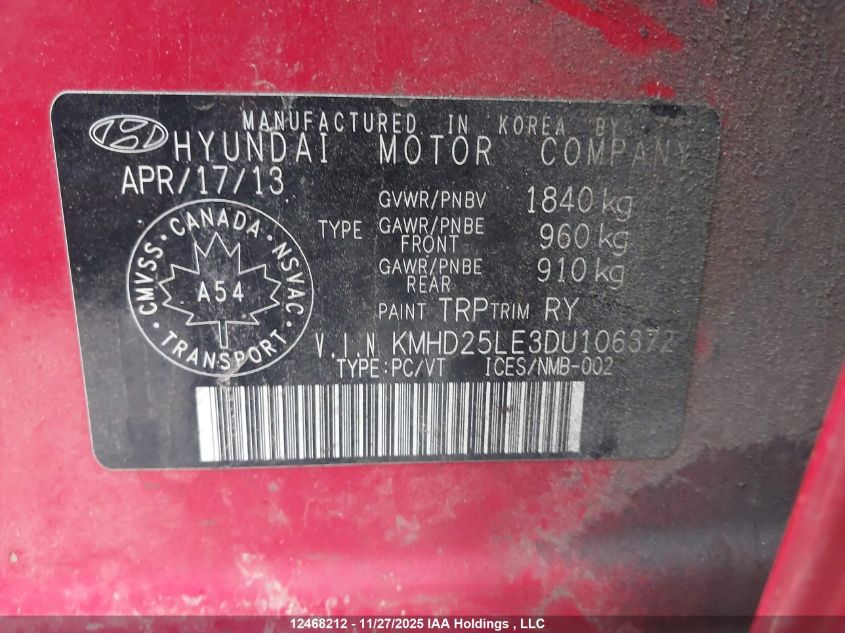 MANUFACTURED IN KOREA BY
HYUNDAI MOTOR COMPANY
APR/17/13
GVWR/PNBV 1840 kg
TYPE GAWR/PNBE FRONT 960 kg
GAWR/PNBE REAR 910 kg
PAINT TRP TRIM RY
CMVSS • CANADA • NSVAC • TRANSPORT •
A54
V.I.N KMHD25LE3DU106372
TYPE:PC/VT ICES/NMB-002
12468212 - 11/27/2025 IAA Holdings , LLC